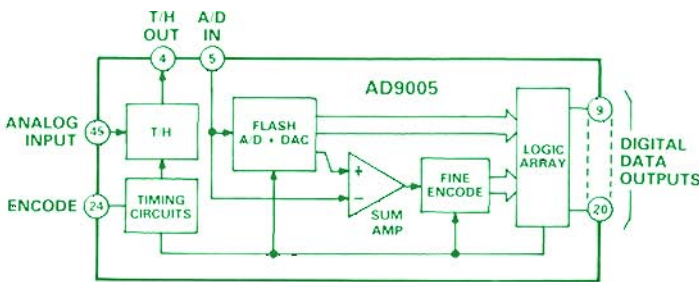 T/H
OUT
A/D
IN
4
5
AD9005
ANALOG
INPUT
45
T/H
FLASH
A/D + DAC
LOGIC
ARRAY
9
DIGITAL
DATA
OUTPUTS
ENCODE
24
TIMING
CIRCUITS
+
−
SUM
AMP
FINE
ENCODE
20